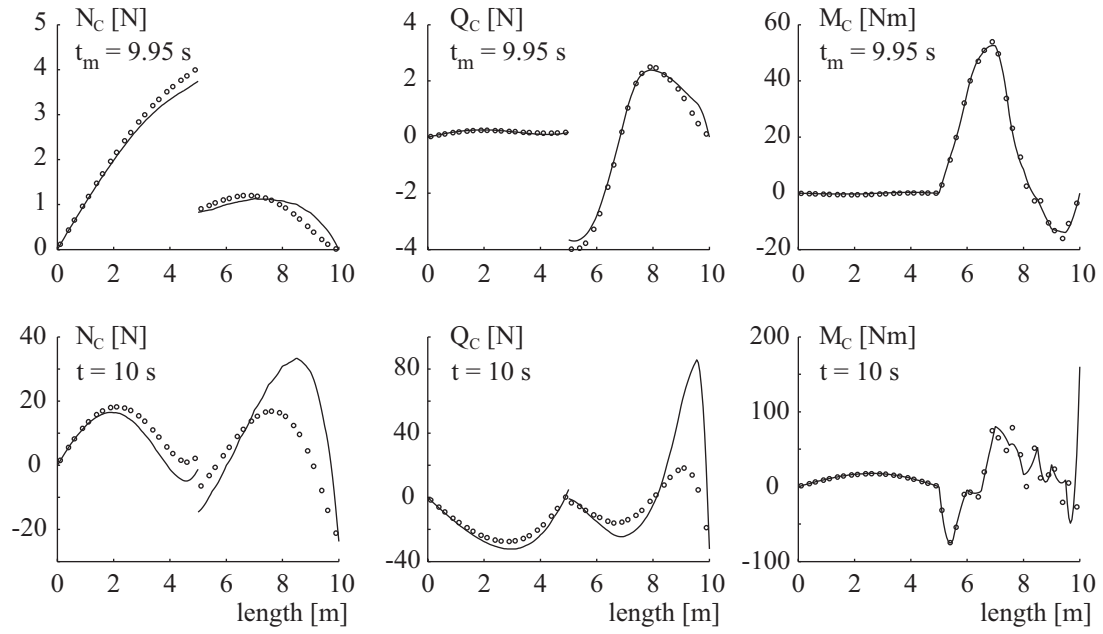 N_C [N]
t_m = 9.95 s
5
4
3
2
1
0
0 2 4 6 8 10
Q_C [N]
t_m = 9.95 s
4
2
0
-2
-4
0 2 4 6 8 10
M_C [Nm]
t_m = 9.95 s
60
40
20
0
-20
0 2 4 6 8 10
N_C [N]
t = 10 s
40
20
0
-20
0 2 4 6 8 10
length [m]
Q_C [N]
t = 10 s
80
40
0
-40
0 2 4 6 8 10
length [m]
M_C [Nm]
t = 10 s
200
100
0
-100
0 2 4 6 8 10
length [m]